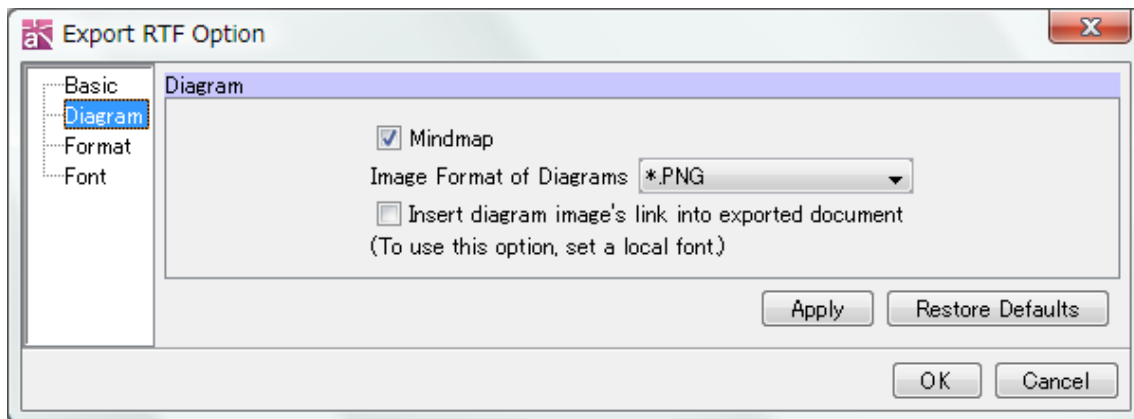 Export RTF Option
Basic
Diagram
Format
Font
Diagram
Mindmap
Image Format of Diagrams *.PNG
Insert diagram image's link into exported document
(To use this option, set a local font.)
Apply Restore Defaults
OK Cancel